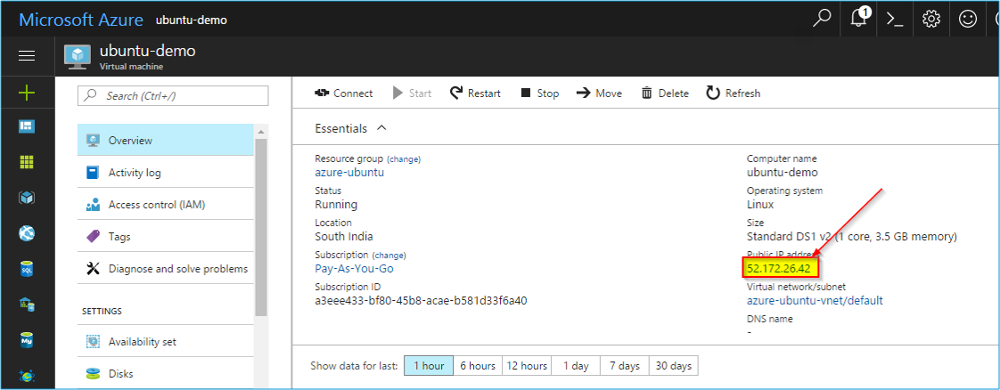 Microsoft Azure ubuntu-demo 1
ubuntu-demo
Virtual machine
Search (Ctrl+/)
Connect Start Restart Stop Move Delete Refresh
Overview
Activity log
Access control (IAM)
Tags
Diagnose and solve problems
SETTINGS
Availability set
Disks
SQL
My
Essentials
Resource group (change)
azure-ubuntu
Status
Running
Location
South India
Subscription (change)
Pay-As-You-Go
Subscription ID
a3eee433-bf80-45b8-acae-b581d33f6a40
Computer name
ubuntu-demo
Operating system
Linux
Size
Standard DS1 v2 (1 core, 3.5 GB memory)
Public IP address
52.172.26.42
Virtual network/subnet
azure-ubuntu-vnet/default
DNS name
-
Show data for last: 1 hour 6 hours 12 hours 1 day 7 days 30 days